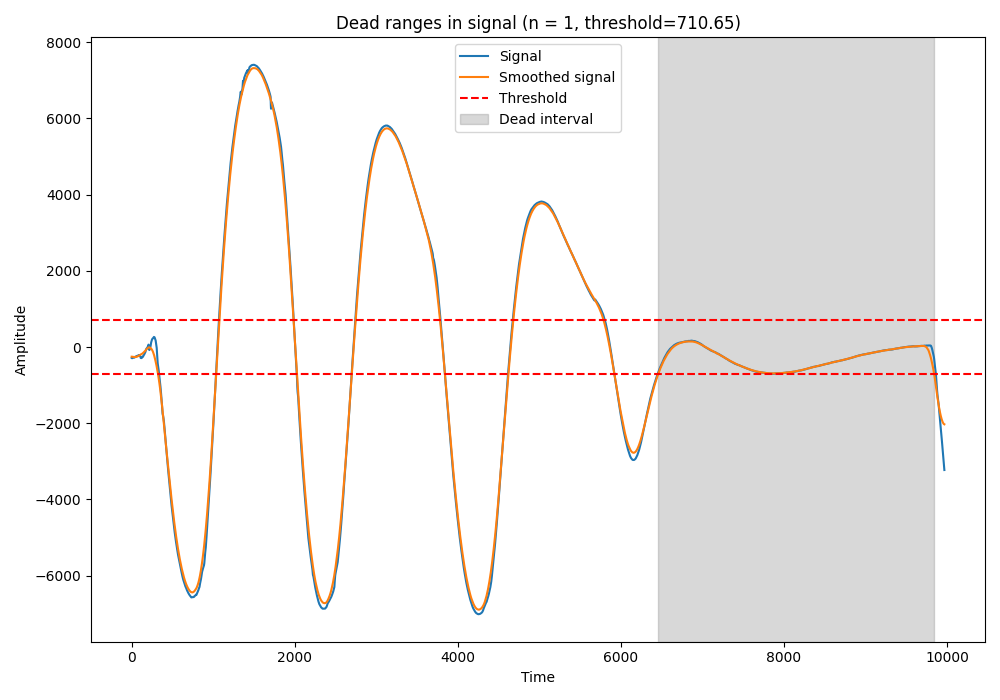 Dead ranges in signal (n = 1, threshold=710.65)
Signal
Smoothed signal
Threshold
Dead interval
Amplitude
8000
6000
4000
2000
0
−2000
−4000
−6000
0
2000
4000
6000
8000
10000
Time